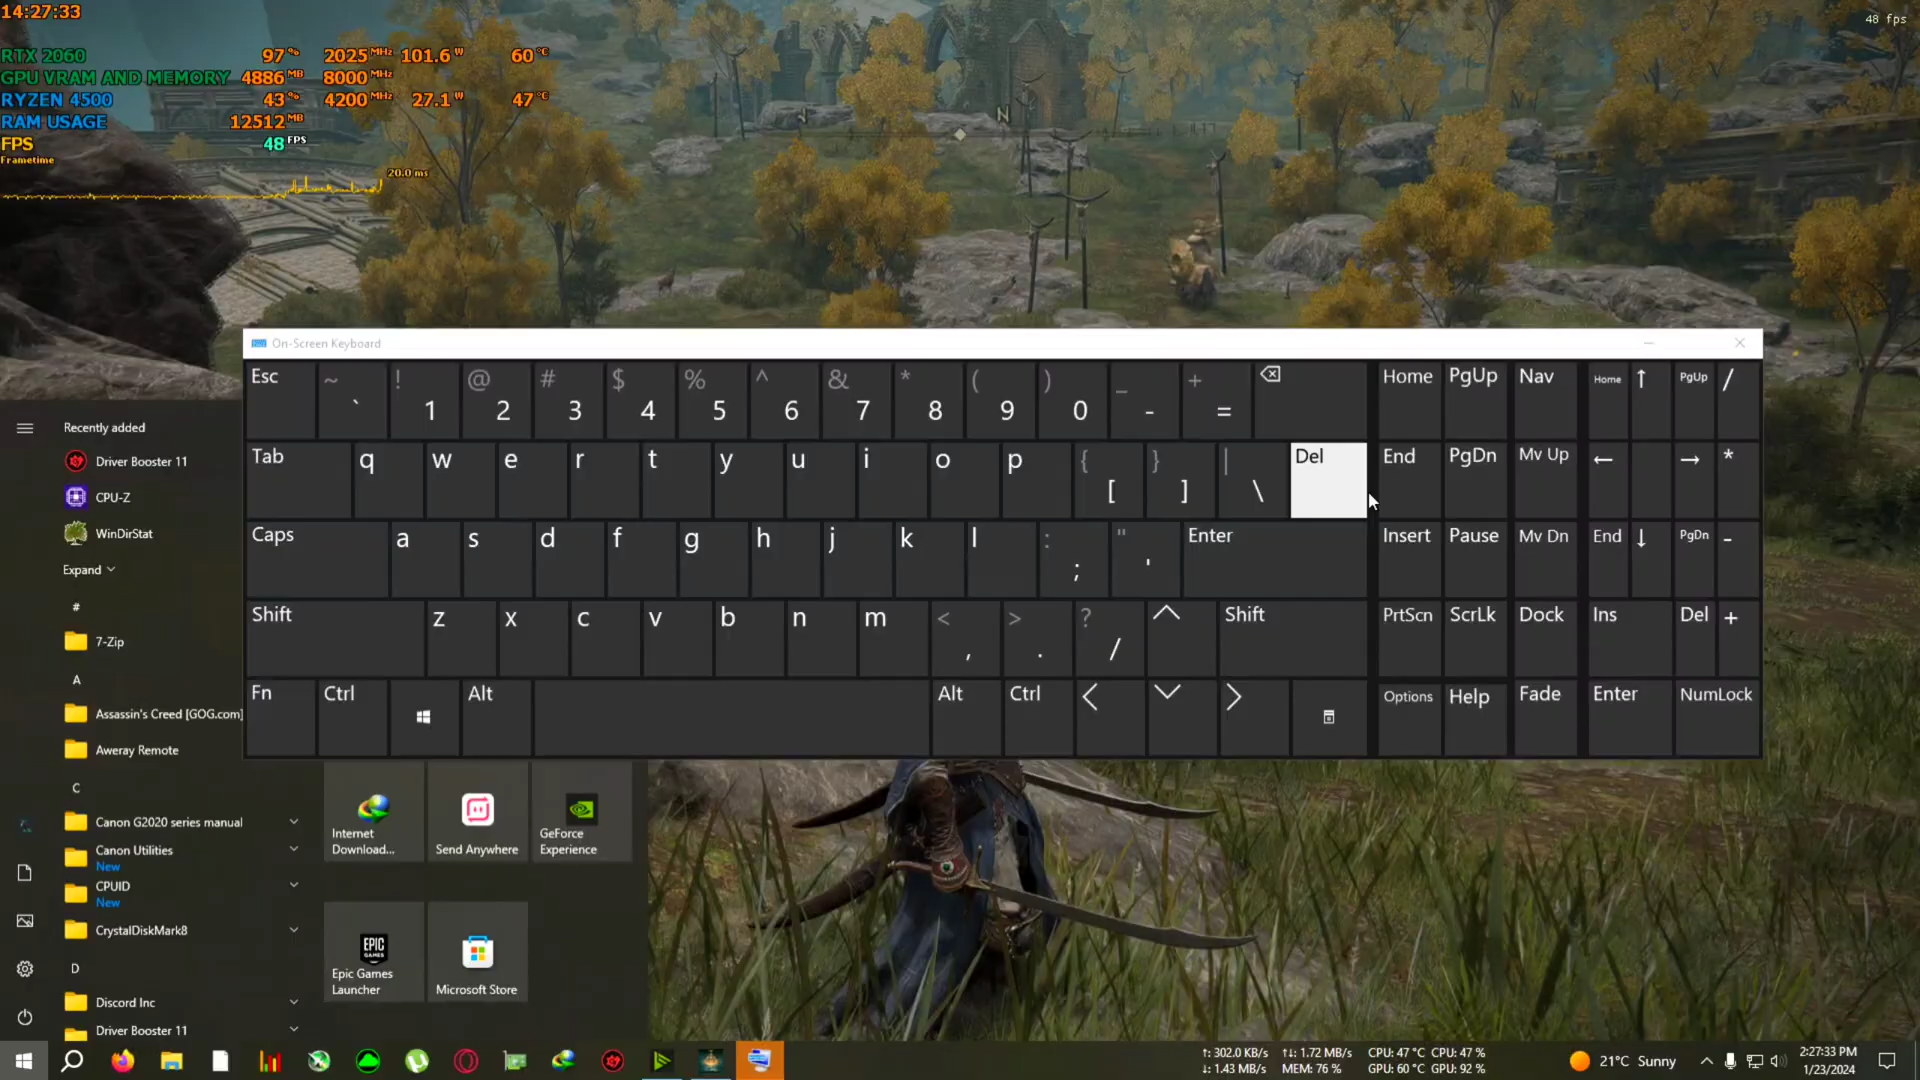 14:27:33
48 fps
RTX 2060 97 % 2025 MHz 101.6 W 60 °C
GPU VRAM AND MEMORY 4886 MB 8000 MHz
RYZEN 4500 43 % 4200 MHz 27.1 W 47 °C
RAM USAGE 12512 MB
FPS 48 FPS
Frametime
20.0 ms
N
On-Screen Keyboard
Esc ~ ` ! 1 @ 2 # 3 $ 4 % 5 ^ 6 & 7 * 8 ( 9 ) 0 _ - + = Home PgUp Nav Home ↑ PgUp /
Tab q w e r t y u i o p { [ } ] | \ Del End PgDn Mv Up ← → *
Caps a s d f g h j k l : ; " ' Enter Insert Pause Mv Dn End ↓ PgDn -
Shift z x c v b n m < , > . ? / Shift PrtScn ScrLk Dock Ins Del +
Fn Ctrl Alt Alt Ctrl Options Help Fade Enter NumLock
Recently added
Driver Booster 11
CPU-Z
WinDirStat
Expand
#
7-Zip
A
Assassin's Creed [GOG.com]
Aweray Remote
C
Canon G2020 series manual
Canon Utilities
New
CPUID
New
CrystalDiskMark8
D
Discord Inc
Driver Booster 11
Internet
Download...
Send Anywhere
GeForce
Experience
EPIC
GAMES
Epic Games
Launcher
Microsoft Store
↑: 302.0 KB/s ↑↓: 1.72 MB/s CPU: 47 °C CPU: 47 %
↓: 1.43 MB/s MEM: 76 % GPU: 60 °C GPU: 92 %
21°C Sunny
2:27:33 PM
1/23/2024